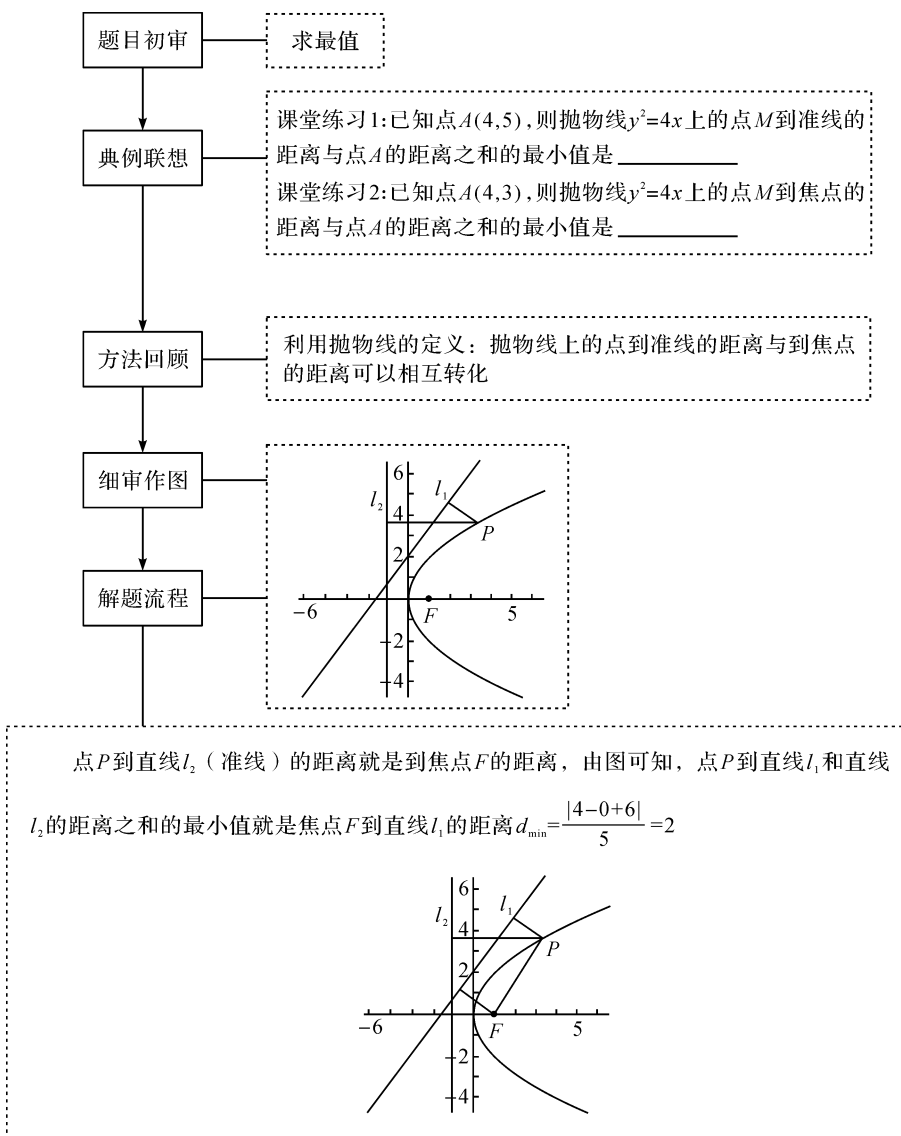 题目初审
求最值
典例联想
课堂练习1:已知点A(4,5),则抛物线y²=4x上的点M到准线的
距离与点A的距离之和的最小值是
课堂练习2:已知点A(4,3),则抛物线y²=4x上的点M到焦点的
距离与点A的距离之和的最小值是
方法回顾
利用抛物线的定义：抛物线上的点到准线的距离与到焦点
的距离可以相互转化
细审作图
解题流程
6
l₂
l₁
4
P
2
-6
F
5
-2
-4
点P到直线l₂（准线）的距离就是到焦点F的距离，由图可知，点P到直线l₁和直线
l₂的距离之和的最小值就是焦点F到直线l₁的距离d_min=|4-0+6|/5=2
6
l₂
l₁
4
P
2
-6
F
5
-2
-4